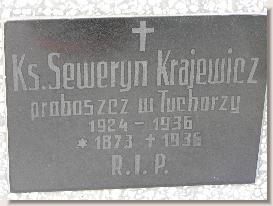 Ks. Seweryn Krajewicz
proboszcz w Tuchorzy
1924 - 1936
* 1873 + 1936
R.I.P.